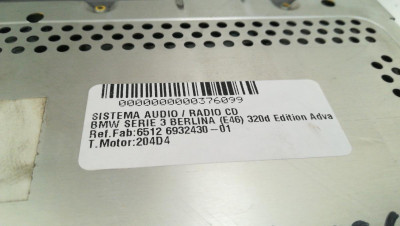 0000000000376099
SISTEMA AUDIO / RADIO CD
BMW SERIE 3 BERLINA (E46) 320d Edition Adva
Ref.Fab:6512 6932430-01
T.Motor:204D4